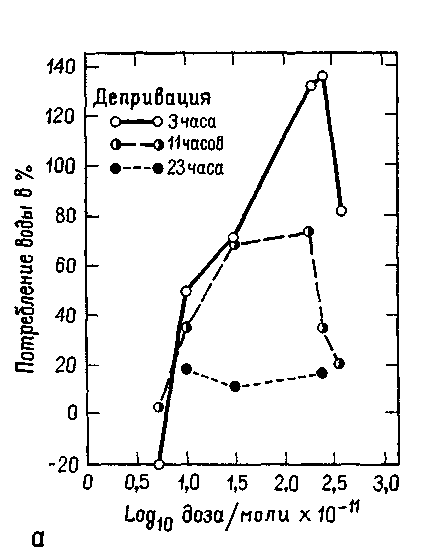 140
120
100
80
60
40
20
0
-20
Потребление воды в %
Депривация
3 часа
11 часов
23 часа
0 0,5 1,0 1,5 2,0 2,5 3,0
Log10 доза/моли × 10⁻¹¹
а